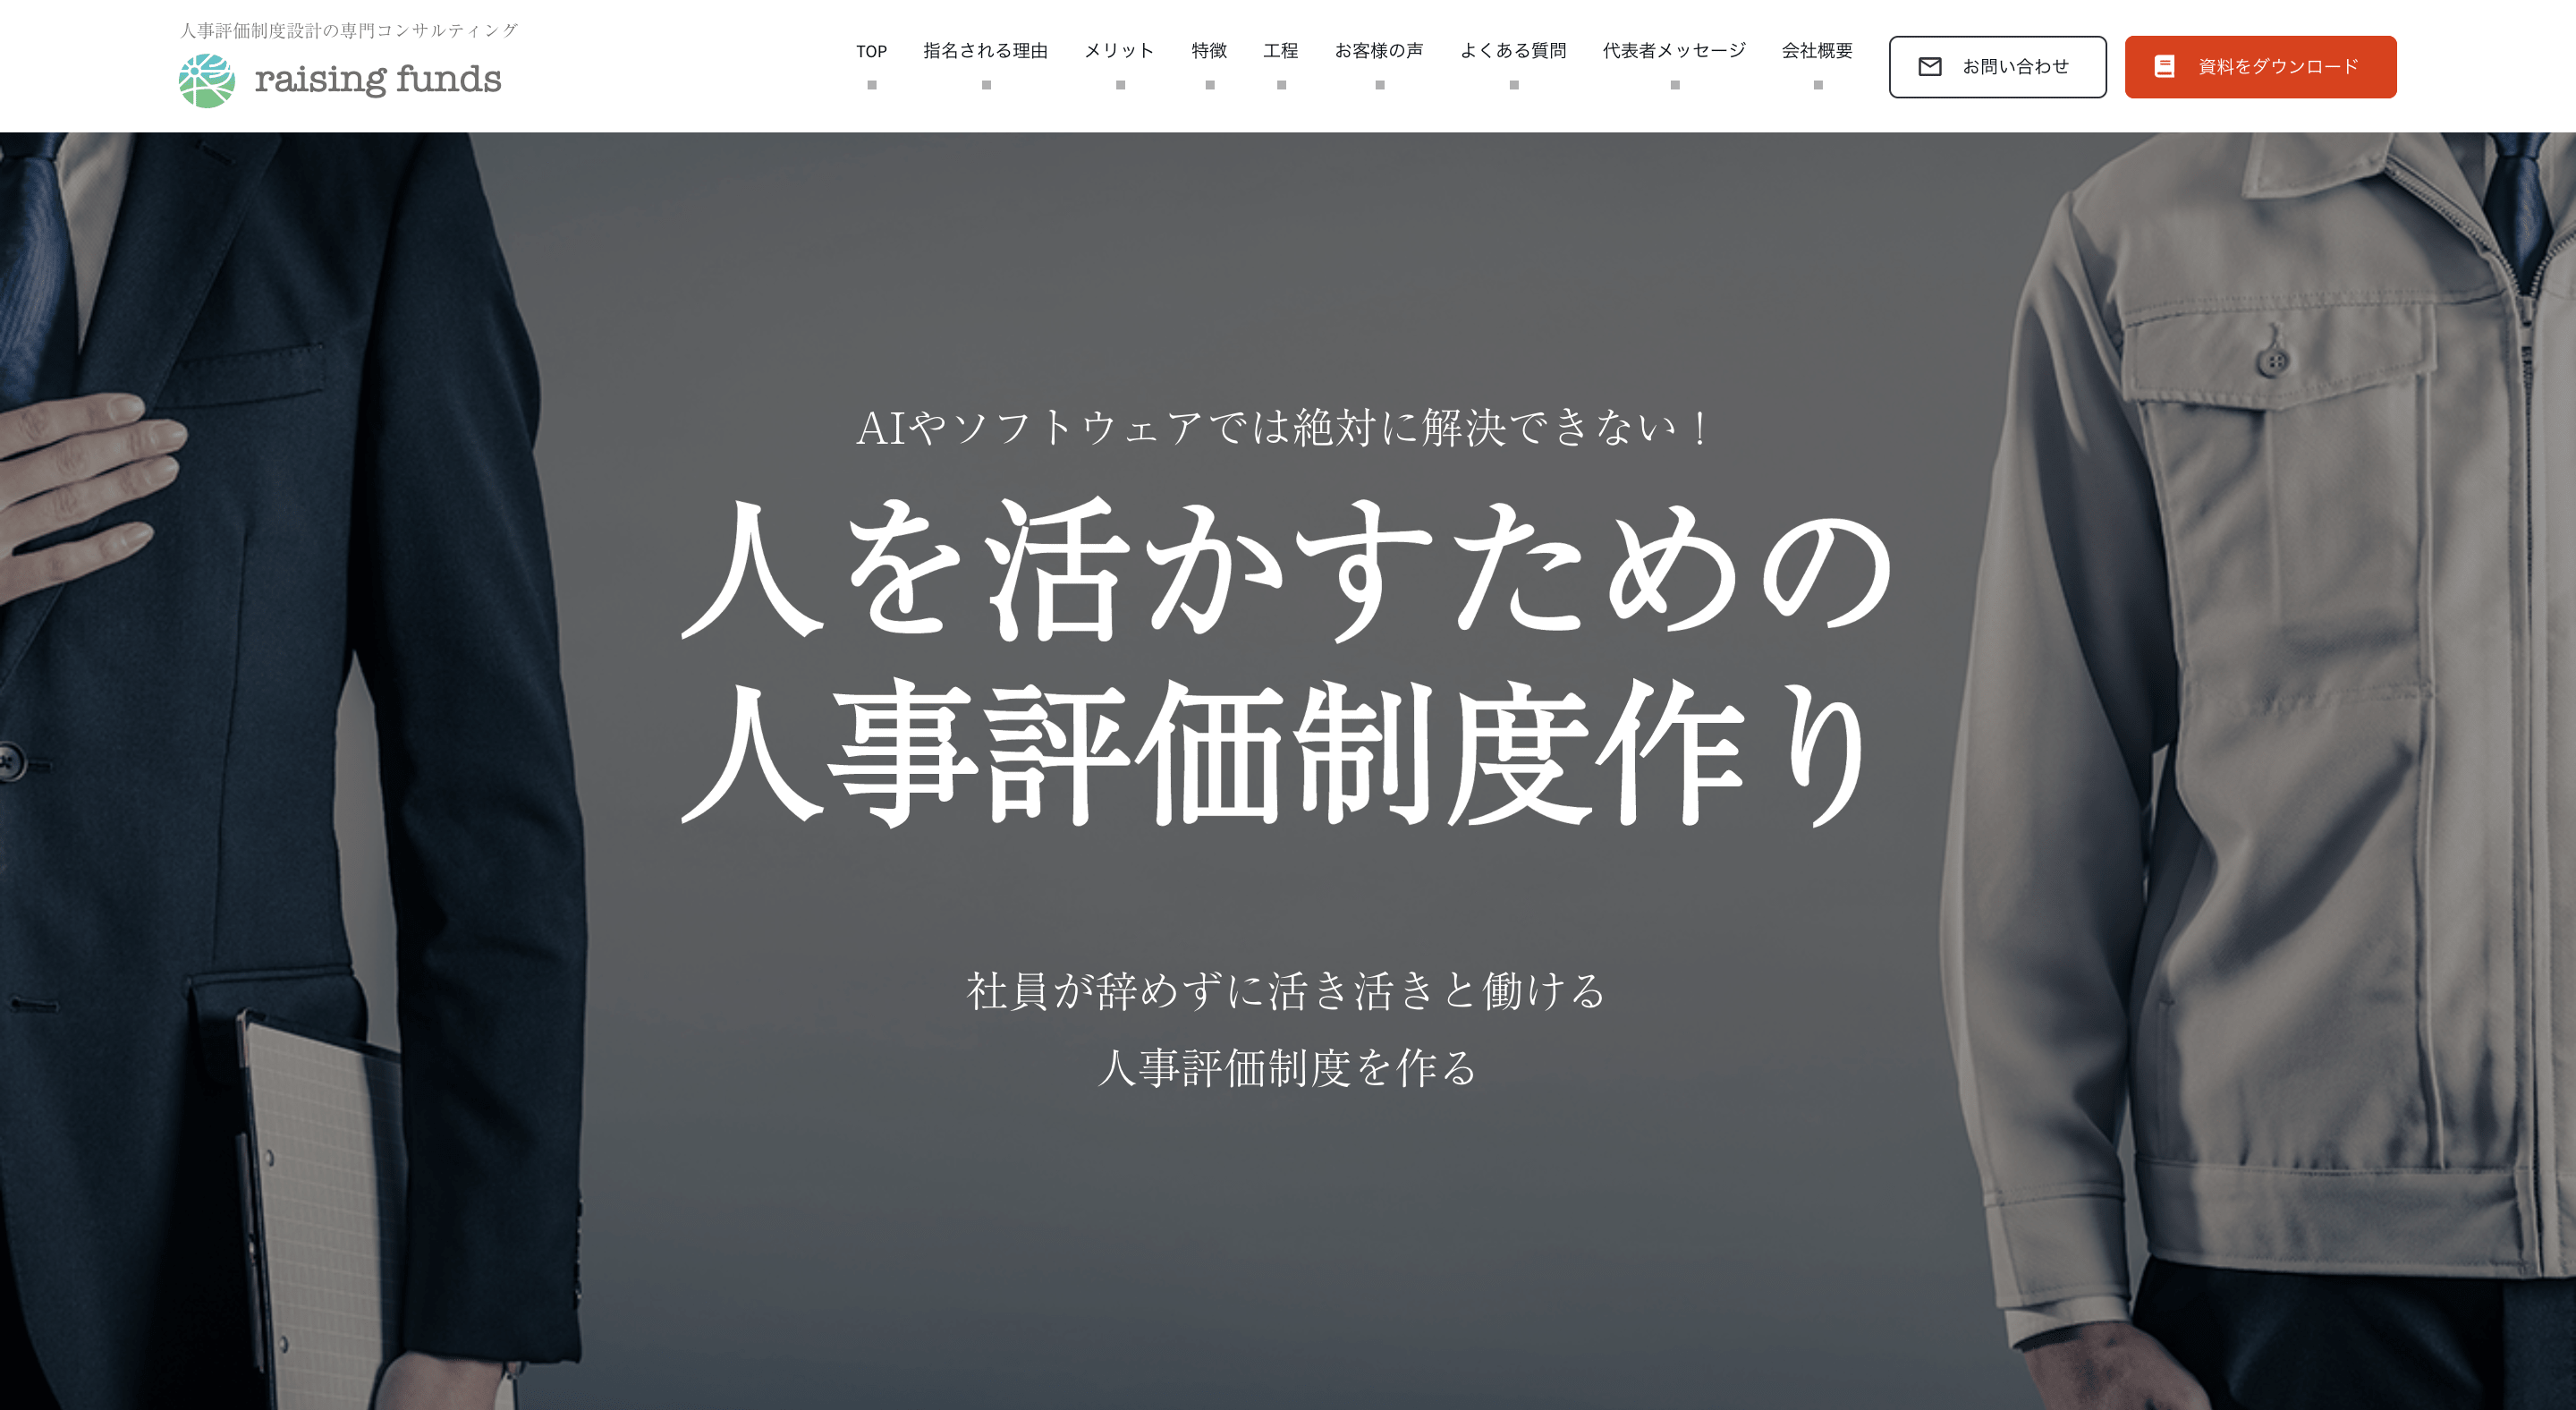 人事評価制度設計の専門コンサルティング
raising funds
TOP
指名される理由
メリット
特徴
工程
お客様の声
よくある質問
代表者メッセージ
会社概要
お問い合わせ
資料をダウンロード
AIやソフトウェアでは絶対に解決できない！
人を活かすための
人事評価制度作り
社員が辞めずに活き活きと働ける
人事評価制度を作る